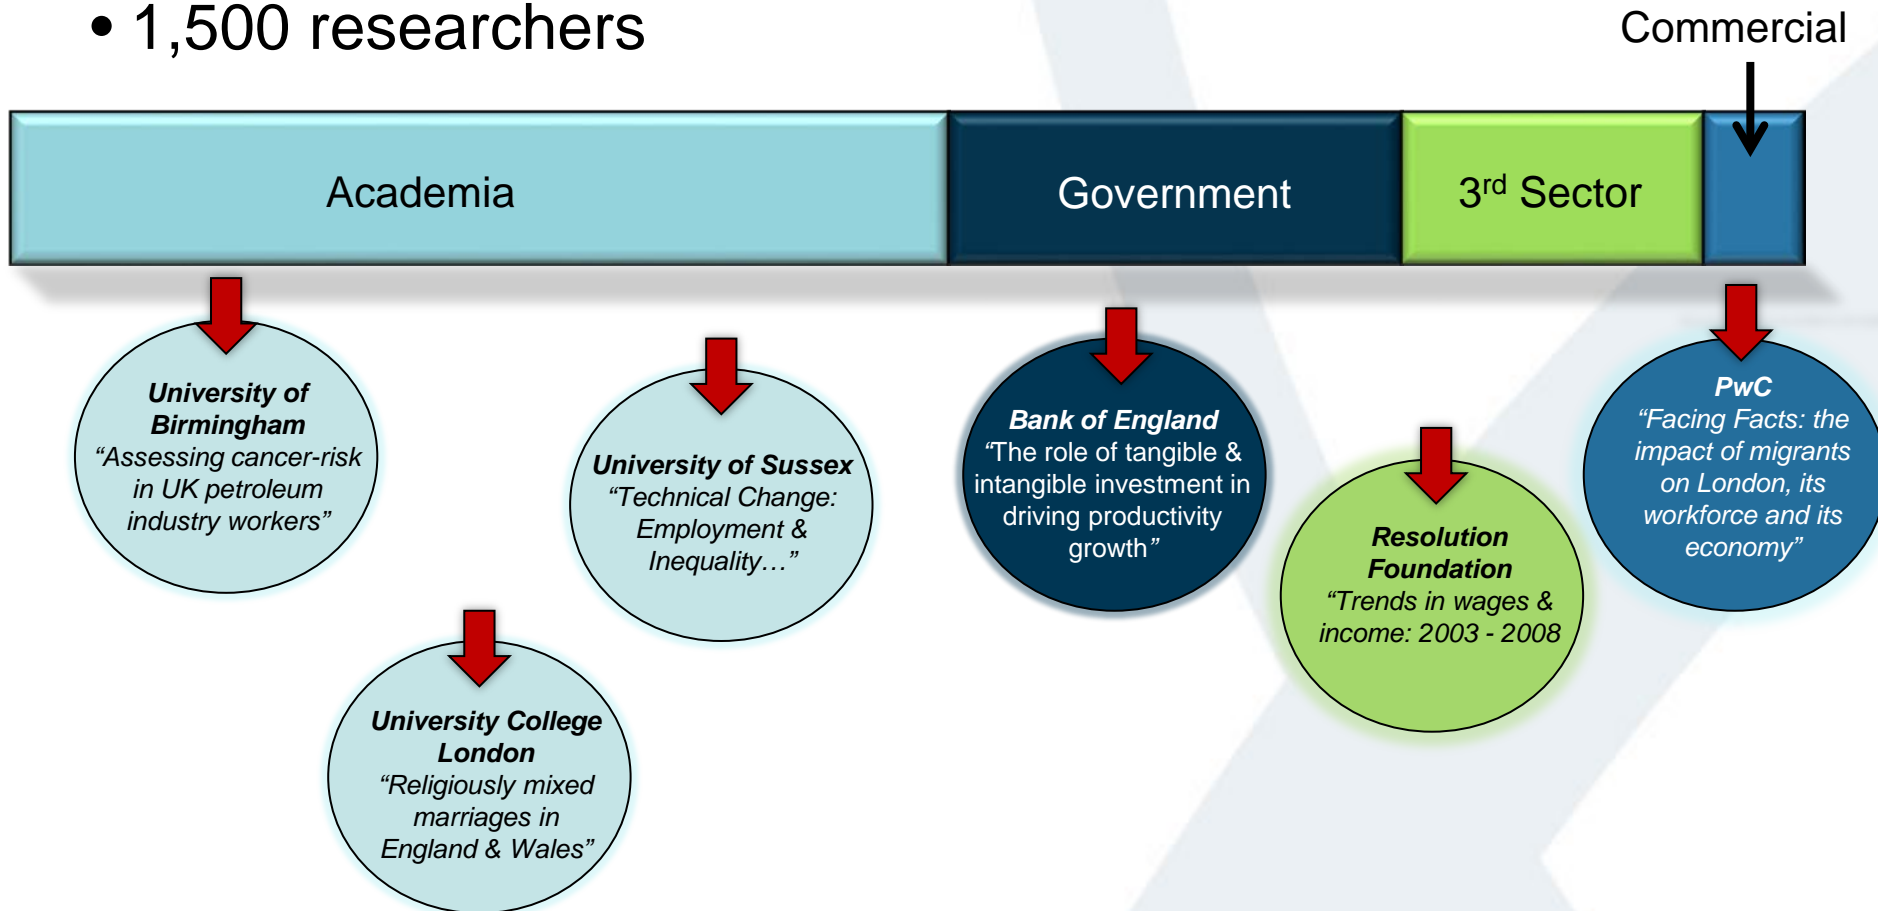 • 1,500 researchers
Commercial
Academia
Government
3rd Sector
University of
Birmingham
“Assessing cancer-risk
in UK petroleum
industry workers”
University of Sussex
“Technical Change:
Employment &
Inequality…”
University College
London
“Religiously mixed
marriages in
England & Wales”
Bank of England
“The role of tangible &
intangible investment in
driving productivity
growth”
Resolution
Foundation
“Trends in wages &
income: 2003 - 2008
PwC
“Facing Facts: the
impact of migrants
on London, its
workforce and its
economy”